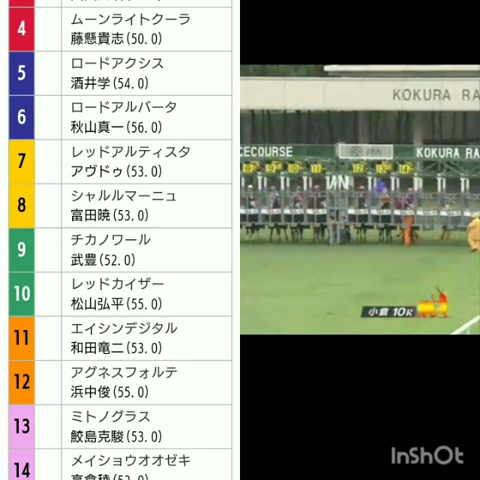 4
ムーンライトクーラ
藤懸貴志(50.0)
5
ロードアクシス
酒井学(54.0)
6
ロードアルバータ
秋山真一(56.0)
7
レッドアルティスタ
アヴドゥ(53.0)
8
シャルルマーニュ
富田暁(53.0)
9
チカノワール
武豊(52.0)
10
レッドカイザー
松山弘平(55.0)
11
エイシンデジタル
和田竜二(53.0)
12
アグネスフォルテ
浜中俊(55.0)
13
ミトノグラス
鮫島克駿(53.0)
14
メイショウオオゼキ
KOKURA RA
CECOURSE
KOKURA RA
小倉 10R
InShOt